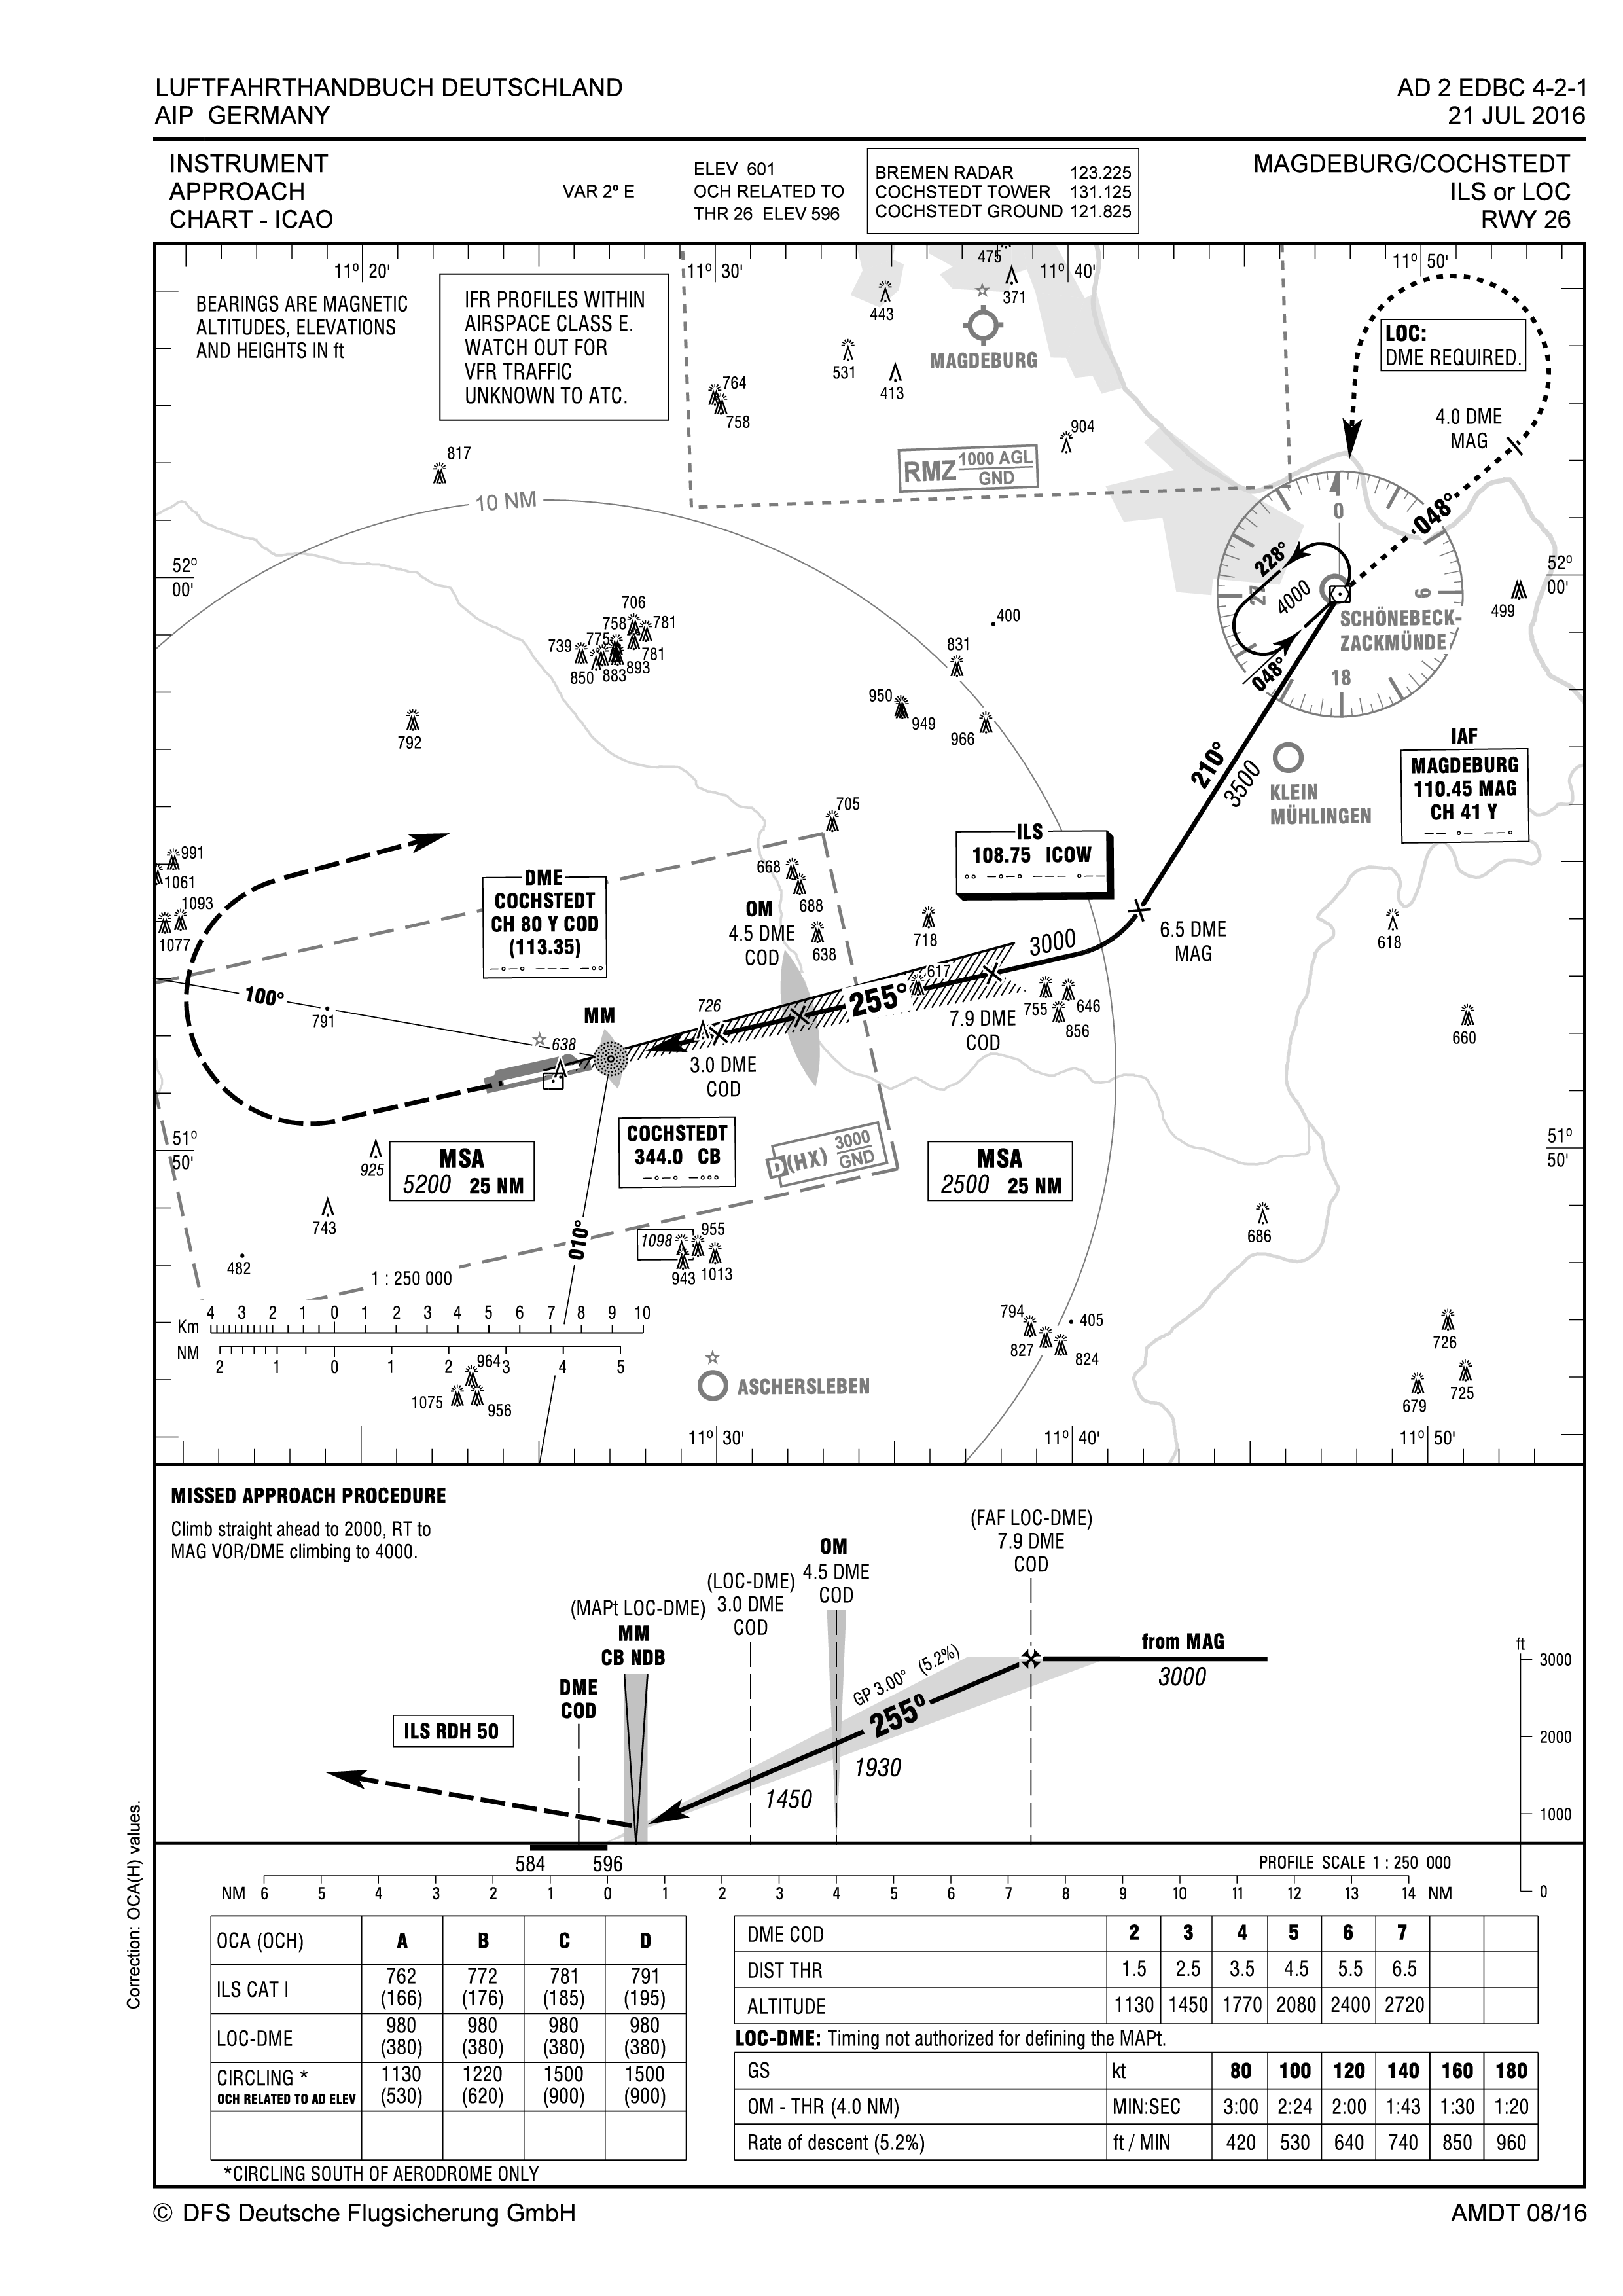 LUFTFAHRTHANDBUCH DEUTSCHLAND
AIP GERMANY
AD 2 EDBC 4-2-1
21 JUL 2016
INSTRUMENT
APPROACH
CHART - ICAO
VAR 2° E
ELEV 601
OCH RELATED TO
THR 26 ELEV 596
BREMEN RADAR 123.225
COCHSTEDT TOWER 131.125
COCHSTEDT GROUND 121.825
MAGDEBURG/COCHSTEDT
ILS or LOC
RWY 26
11° 20'
11° 30'
11° 40'
11° 50'
BEARINGS ARE MAGNETIC
ALTITUDES, ELEVATIONS
AND HEIGHTS IN ft
IFR PROFILES WITHIN
AIRSPACE CLASS E.
WATCH OUT FOR
VFR TRAFFIC
UNKNOWN TO ATC.
475
371
443
MAGDEBURG
531
413
764
758
904
817
LOC:
DME REQUIRED.
4.0 DME
MAG
RMZ 1000 AGL
GND
10 NM
048°
0
228°
27
4000
9
048°
18
SCHÖNEBECK-
ZACKMÜNDE
499
52°
00'
52°
00'
706
758
781
739
775
781
850
883
893
400
831
950
949
966
792
210°
3500
KLEIN
MÜHLINGEN
IAF
MAGDEBURG
110.45 MAG
CH 41 Y
705
ILS
108.75 ICOW
991
1061
1093
1077
668
688
638
718
DME
COCHSTEDT
CH 80 Y COD
(113.35)
OM
4.5 DME
COD
3000
6.5 DME
MAG
618
617
255°
755
646
856
7.9 DME
COD
660
100°
791
MM
726
638
3.0 DME
COD
COCHSTEDT
344.0 CB
D(HX) 3000
GND
51°
50'
51°
50'
925
MSA
5200 25 NM
MSA
2500 25 NM
743
686
482
010°
1098
955
943
1013
1 : 250 000
4 3 2 1 0 1 2 3 4 5 6 7 8 9 10
Km
NM
2 1 0 1 2 3 4 5
964
1075
956
794
405
827
824
726
725
679
ASCHERSLEBEN
11° 30'
11° 40'
11° 50'
MISSED APPROACH PROCEDURE
Climb straight ahead to 2000, RT to
MAG VOR/DME climbing to 4000.
(FAF LOC-DME)
7.9 DME
COD
OM
4.5 DME
COD
(LOC-DME)
3.0 DME
COD
(MAPt LOC-DME)
MM
CB NDB
DME
COD
from MAG
3000
GP 3.00° (5.2%)
255°
1930
1450
ILS RDH 50
ft
3000
2000
1000
0
584
596
PROFILE SCALE 1 : 250 000
NM 6 5 4 3 2 1 0 1 2 3 4 5 6 7 8 9 10 11 12 13 14 NM
OCA (OCH) A B C D
ILS CAT I 762 772 781 791
(166) (176) (185) (195)
LOC-DME 980 980 980 980
(380) (380) (380) (380)
CIRCLING * 1130 1220 1500 1500
OCH RELATED TO AD ELEV (530) (620) (900) (900)
*CIRCLING SOUTH OF AERODROME ONLY
DME COD 2 3 4 5 6 7
DIST THR 1.5 2.5 3.5 4.5 5.5 6.5
ALTITUDE 1130 1450 1770 2080 2400 2720
LOC-DME: Timing not authorized for defining the MAPt.
GS kt 80 100 120 140 160 180
OM - THR (4.0 NM) MIN:SEC 3:00 2:24 2:00 1:43 1:30 1:20
Rate of descent (5.2%) ft / MIN 420 530 640 740 850 960
Correction: OCA(H) values.
© DFS Deutsche Flugsicherung GmbH
AMDT 08/16